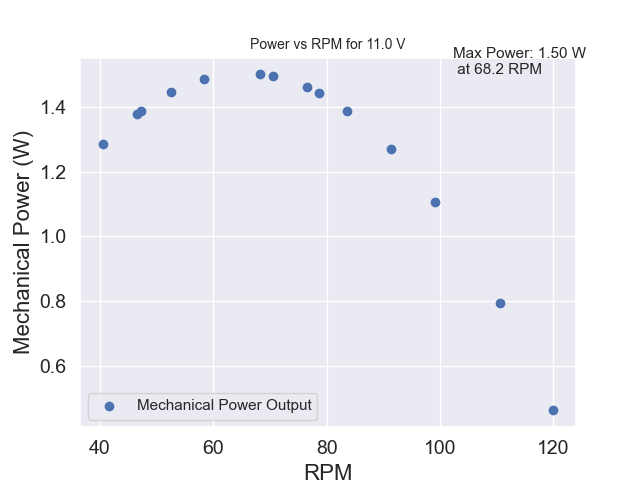 Power vs RPM for 11.0 V
Max Power: 1.50 W
at 68.2 RPM
Mechanical Power (W)
1.4
1.2
1.0
0.8
0.6
Mechanical Power Output
40
60
80
100
120
RPM